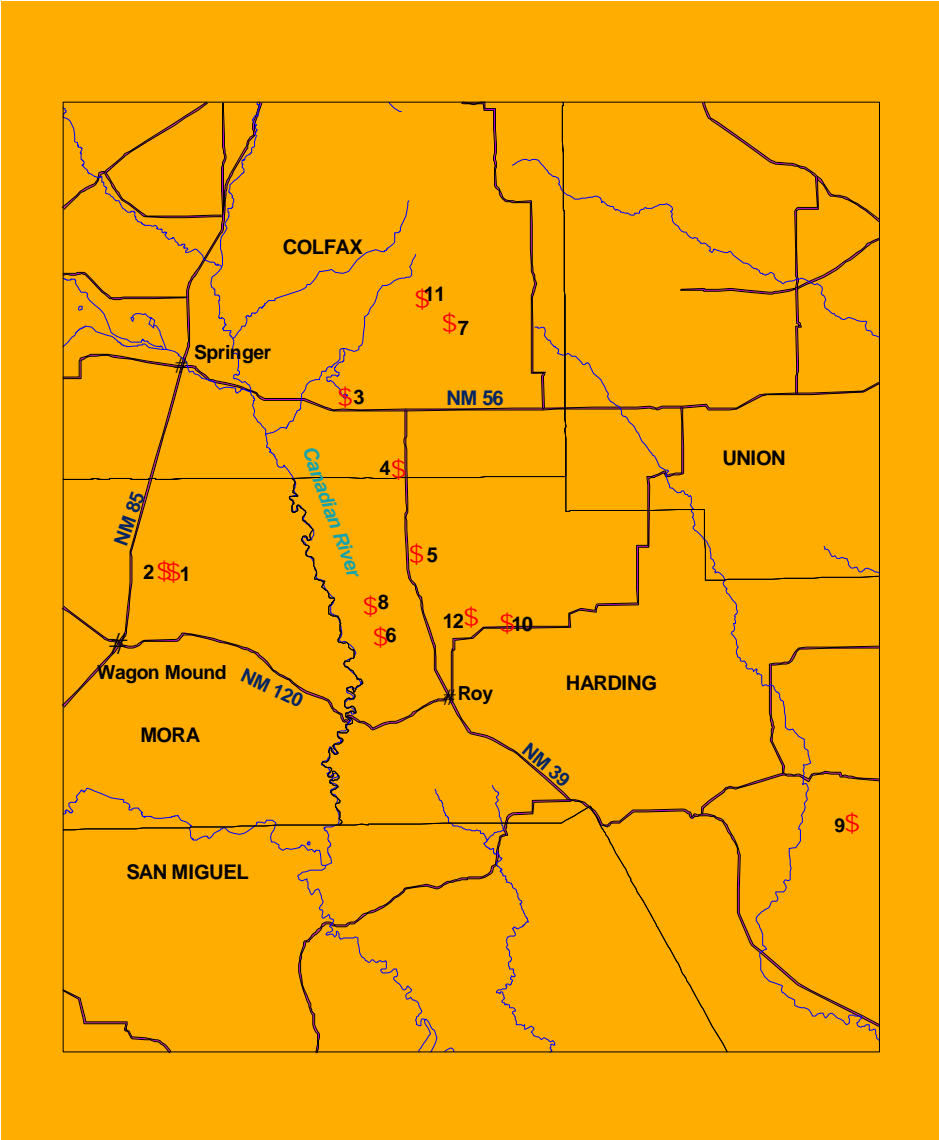 COLFAX
$11
$7
Springer
$3
NM 56
4$
UNION
Canadian River
NM 85
$5
2$$1
$8
12$
$10
$6
Wagon Mound
NM 120
Roy
HARDING
MORA
NM 39
9$
SAN MIGUEL